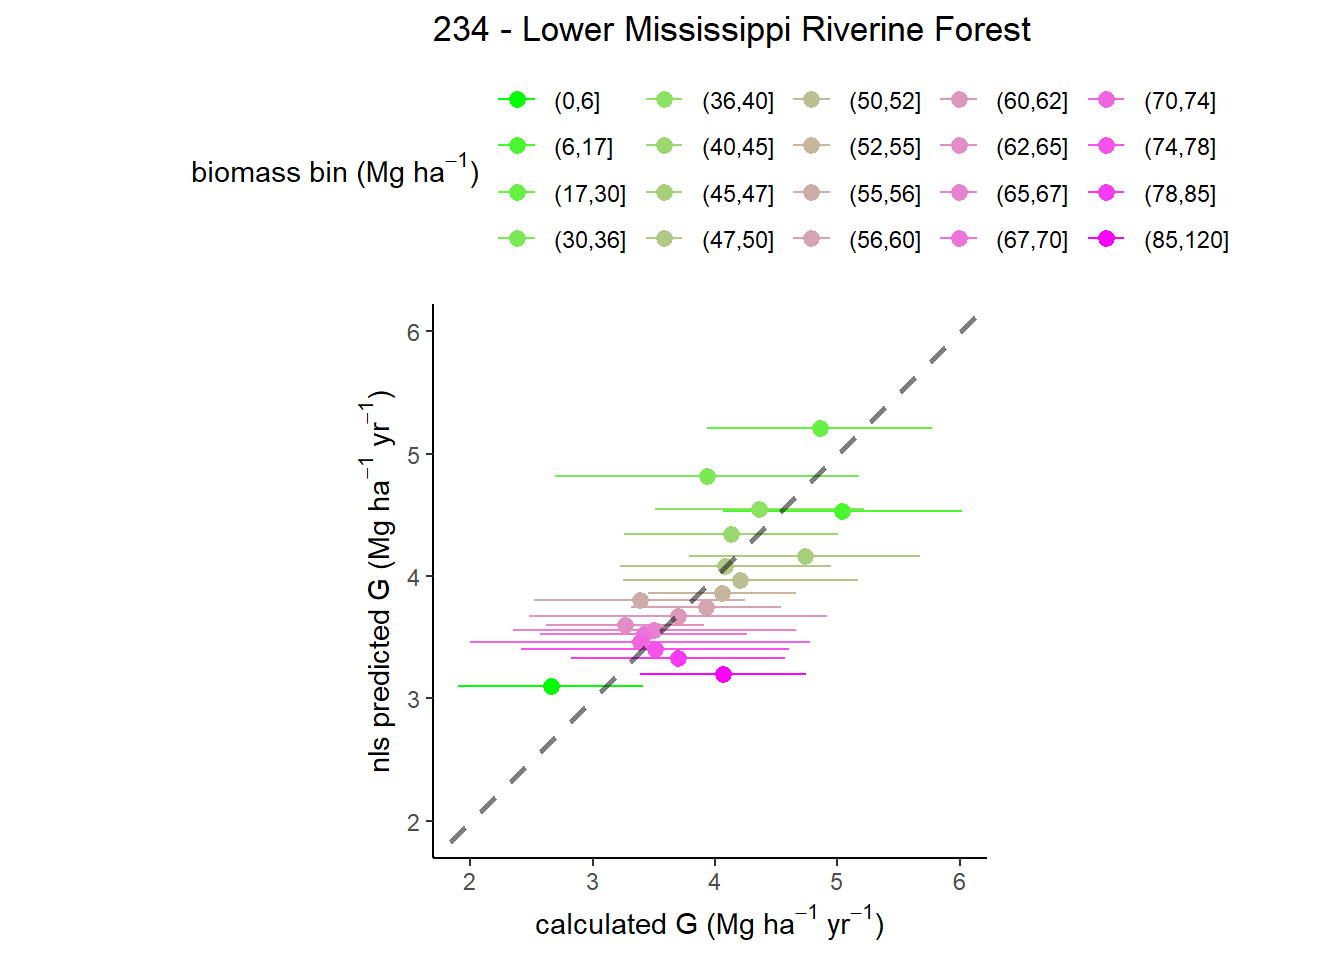 234 - Lower Mississippi Riverine Forest
biomass bin (Mg ha⁻¹)
(0,6] (36,40] (50,52] (60,62] (70,74]
(6,17] (40,45] (52,55] (62,65] (74,78]
(17,30] (45,47] (55,56] (65,67] (78,85]
(30,36] (47,50] (56,60] (67,70] (85,120]
nls predicted G (Mg ha⁻¹ yr⁻¹)
6
5
4
3
2
2 3 4 5 6
calculated G (Mg ha⁻¹ yr⁻¹)